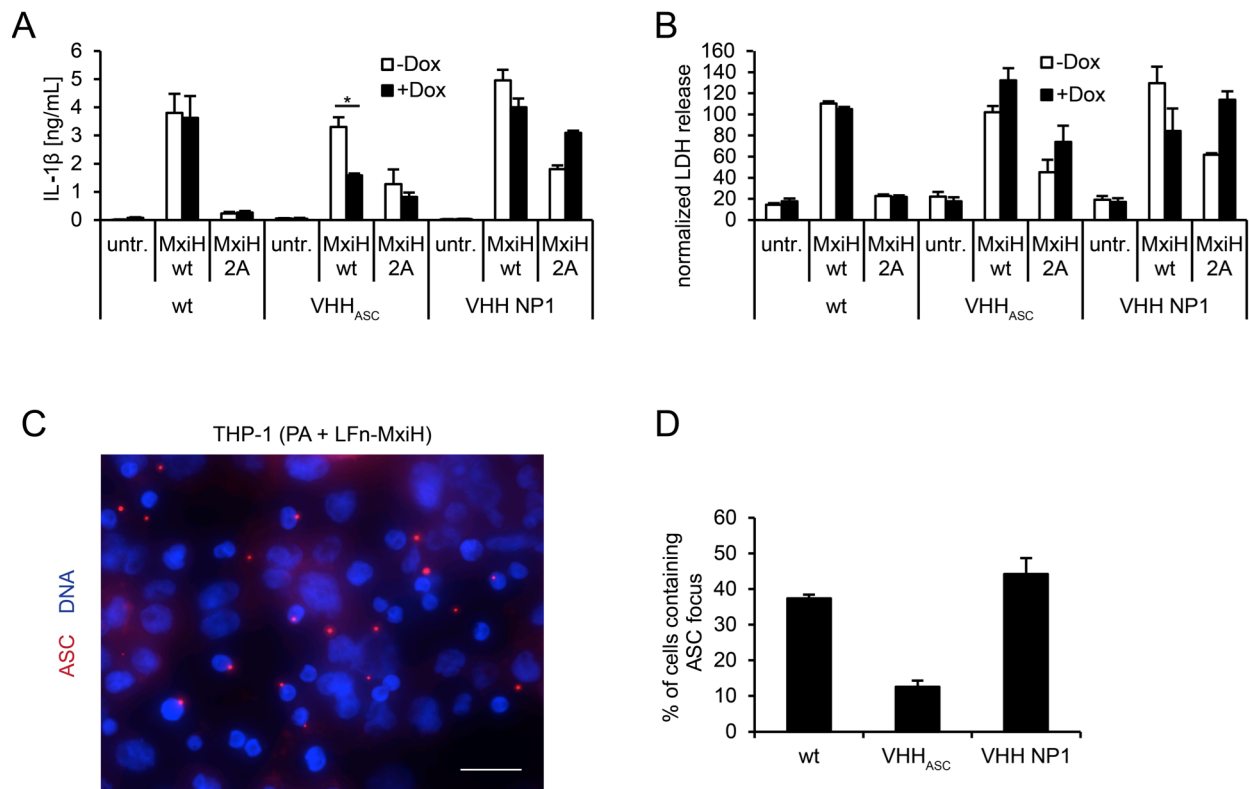 A
IL-1β [ng/mL]
6
5
4
3
2
1
0
-Dox
+Dox
*
untr. MxiH wt MxiH 2A untr. MxiH wt MxiH 2A untr. MxiH wt MxiH 2A
wt VHHASC VHH NP1
B
normalized LDH release
160
140
120
100
80
60
40
20
0
-Dox
+Dox
untr. MxiH wt MxiH 2A untr. MxiH wt MxiH 2A untr. MxiH wt MxiH 2A
wt VHHASC VHH NP1
C
THP-1 (PA + LFn-MxiH)
ASC DNA
D
% of cells containing
ASC focus
60
50
40
30
20
10
0
wt VHHASC VHH NP1